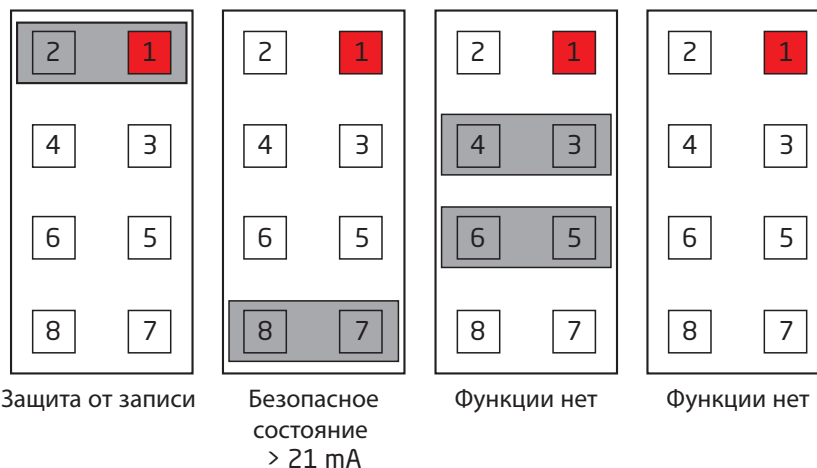 2 1 2 1 2 1 2 1
4 3 4 3 4 3 4 3
6 5 6 5 6 5 6 5
8 7 8 7 8 7 8 7
Защита от записи
Безопасное
состояние
> 21 mA
Функции нет
Функции нет